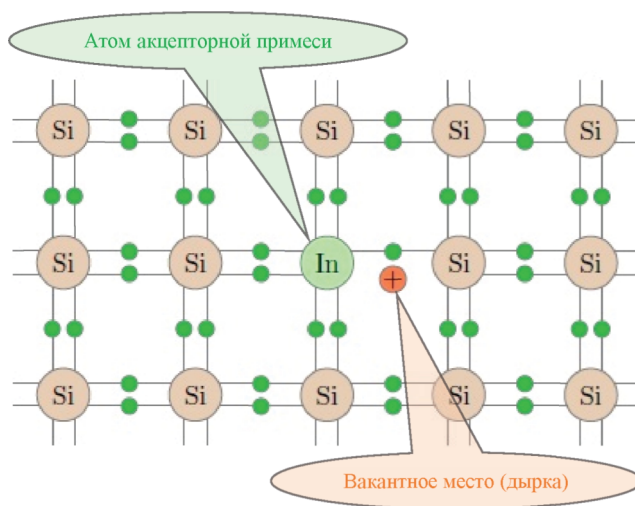 Атом акцепторной примеси
Si Si Si Si Si
Si Si In + Si Si
Si Si Si Si Si
Вакантное место (дырка)